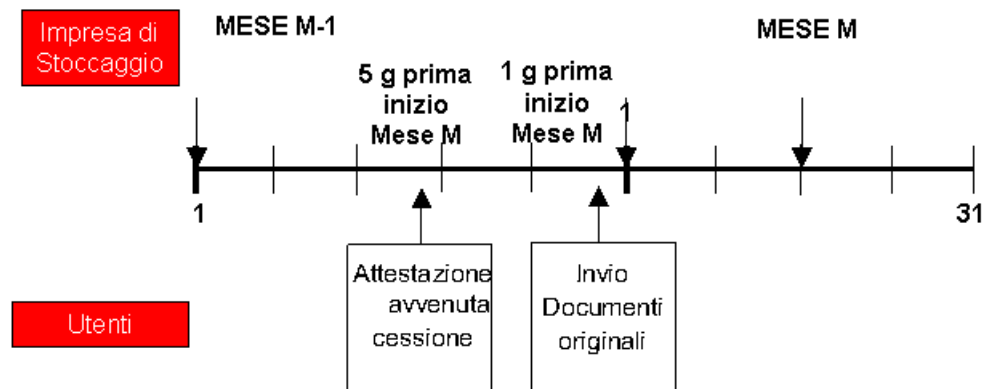 Impresa di
Stoccaggio
MESE M-1
MESE M
5 g prima
inizio
Mese M
1 g prima
inizio
Mese M
1
1
31
Attestazione
avvenuta
cessione
Invio
Documenti
originali
Utenti